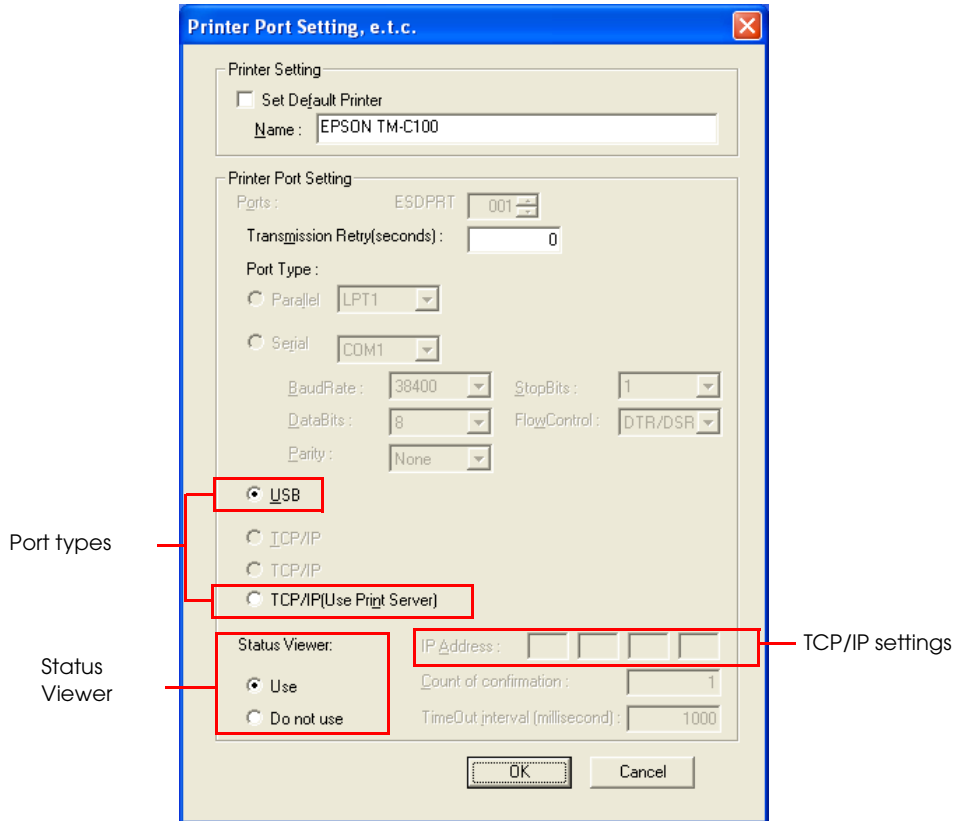 Printer Port Setting, e.t.c.
Printer Setting
Set Default Printer
Name : EPSON TM-C100
Printer Port Setting
Ports : ESDPRT 001
Transmission Retry(seconds) : 0
Port Type :
Parallel LPT1
Serial COM1
BaudRate : 38400 StopBits : 1
DataBits : 8 FlowControl : DTR/DSR
Parity : None
USB
Port types
TCP/IP
TCP/IP
TCP/IP(Use Print Server)
Status Viewer: IP Address :
TCP/IP settings
Status
Viewer
Use Count of confirmation : 1
Do not use TimeOut interval (millisecond) : 1000
OK Cancel